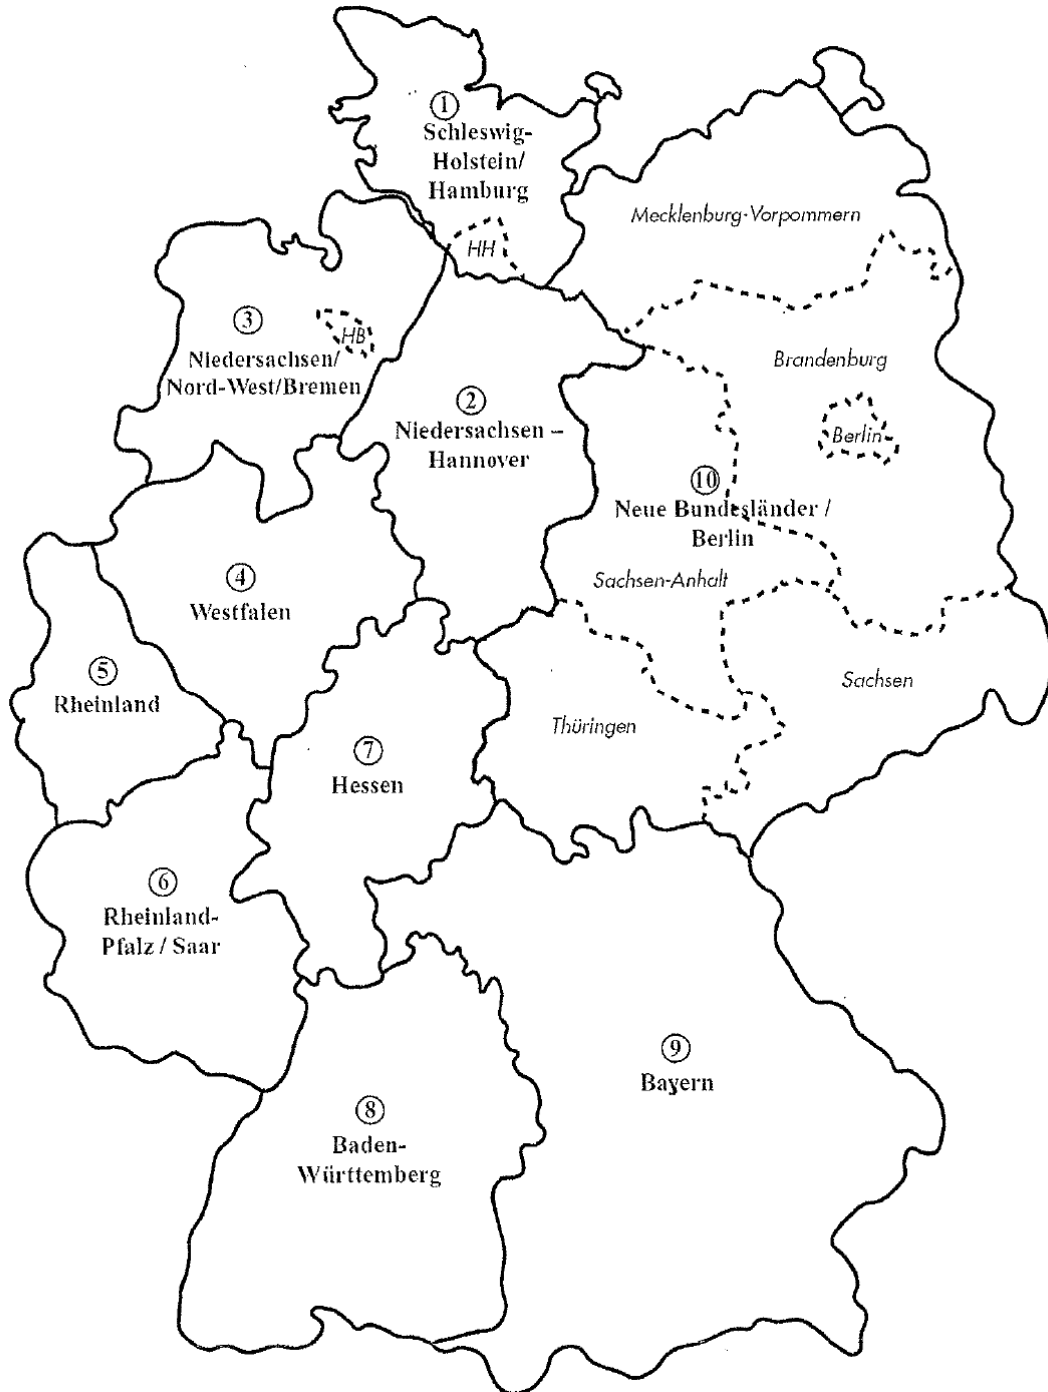 ①
Schleswig-
Holstein/
Hamburg
HH
Mecklenburg-Vorpommern
③
HB
Niedersachsen/
Nord-West/Bremen
Brandenburg
②
Niedersachsen –
Hannover
Berlin
⑩
Neue Bundesländer /
Berlin
Sachsen-Anhalt
④
Westfalen
⑤
Rheinland
Sachsen
Thüringen
⑦
Hessen
⑥
Rheinland-
Pfalz / Saar
⑨
Bayern
⑧
Baden-
Württemberg